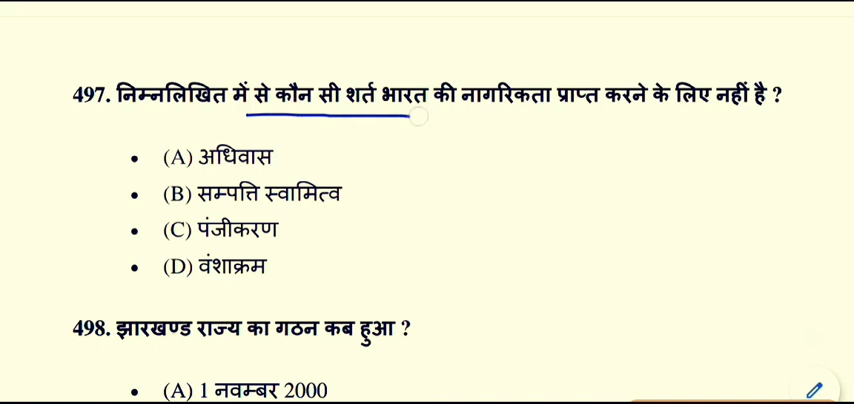 497. निम्नलिखित में से कौन सी शर्त भारत की नागरिकता प्राप्त करने के लिए नहीं है ?
• (A) अधिवास
• (B) सम्पत्ति स्वामित्व
• (C) पंजीकरण
• (D) वंशाक्रम
498. झारखण्ड राज्य का गठन कब हुआ ?
• (A) 1 नवम्बर 2000